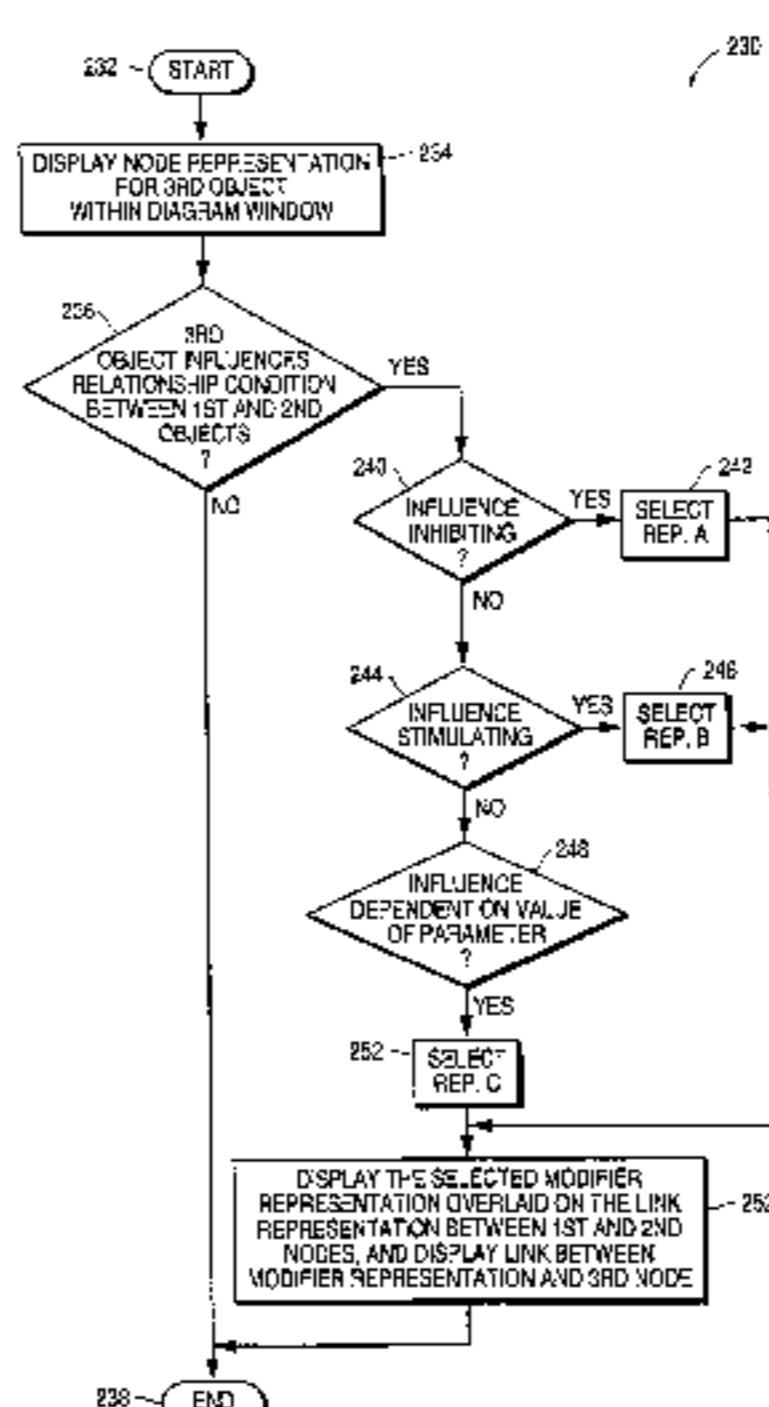 230
232
START
DISPLAY NODE REPRESENTATION
FOR 3RD OBJECT
WITHIN DIAGRAM WINDOW
234
236
3RD
OBJECT INFLUENCES
RELATIONSHIP CONDITION
BETWEEN 1ST AND 2ND
OBJECTS
?
YES
NO
240
INFLUENCE
INHIBITING
?
YES
242
SELECT
REP. A
NO
244
INFLUENCE
STIMULATING
?
YES
246
SELECT
REP. B
NO
248
INFLUENCE
DEPENDENT ON VALUE
OF PARAMETER
?
YES
252
SELECT
REP. C
DISPLAY THE SELECTED MODIFIER
REPRESENTATION OVERLAID ON THE LINK
REPRESENTATION BETWEEN 1ST AND 2ND
NODES, AND DISPLAY LINK BETWEEN
MODIFIER REPRESENTATION AND 3RD NODE
252
238
END